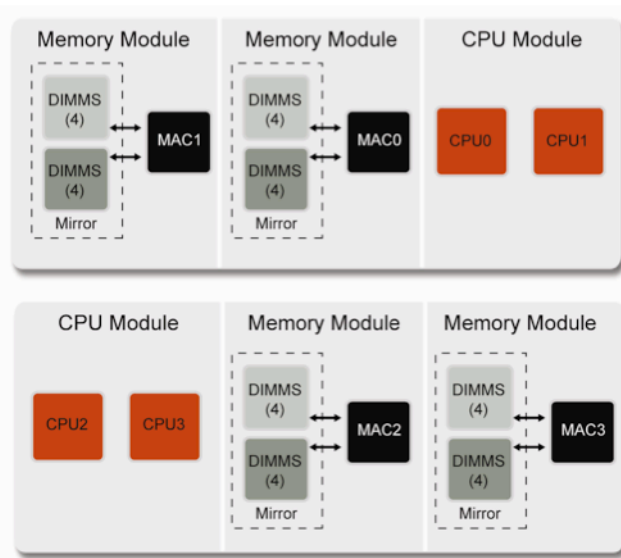 Memory Module
Memory Module
CPU Module
DIMMS
(4)
DIMMS
(4)
MAC1
Mirror
DIMMS
(4)
DIMMS
(4)
MAC0
Mirror
CPU0
CPU1
CPU Module
Memory Module
Memory Module
CPU2
CPU3
DIMMS
(4)
DIMMS
(4)
MAC2
Mirror
DIMMS
(4)
DIMMS
(4)
MAC3
Mirror